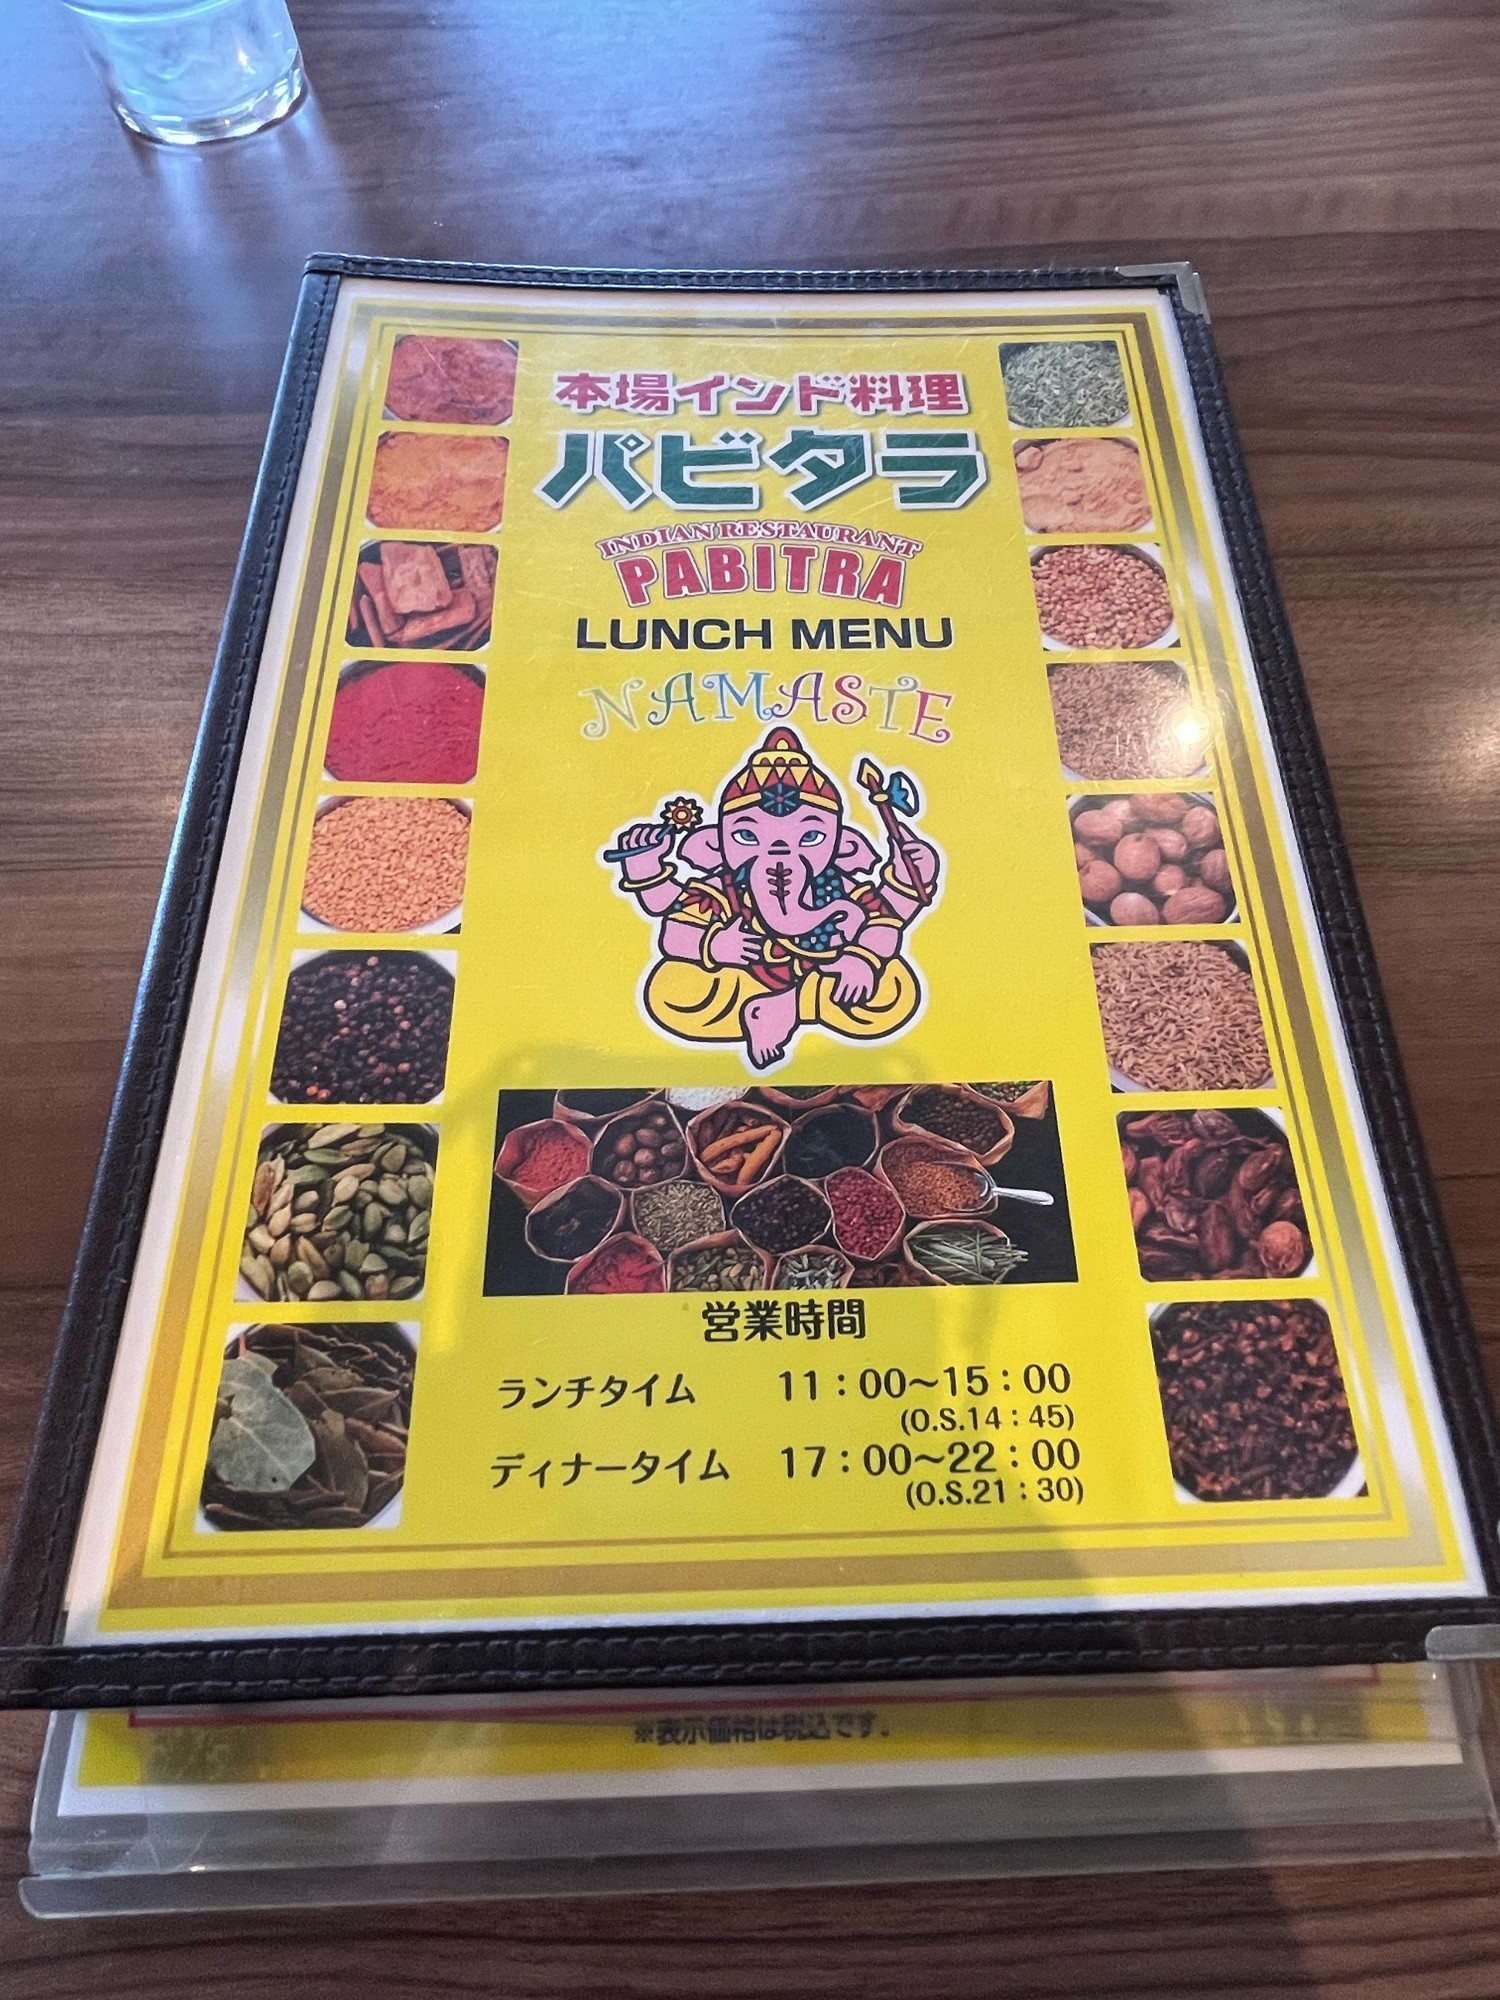 本場インド料理
パビタラ
INDIAN RESTAURANT
PABITRA
LUNCH MENU
NAMASTE
営業時間
ランチタイム 11：00～15：00
(O.S.14：45)
ディナータイム 17：00～22：00
(O.S.21：30)
※表示価格は税込です。